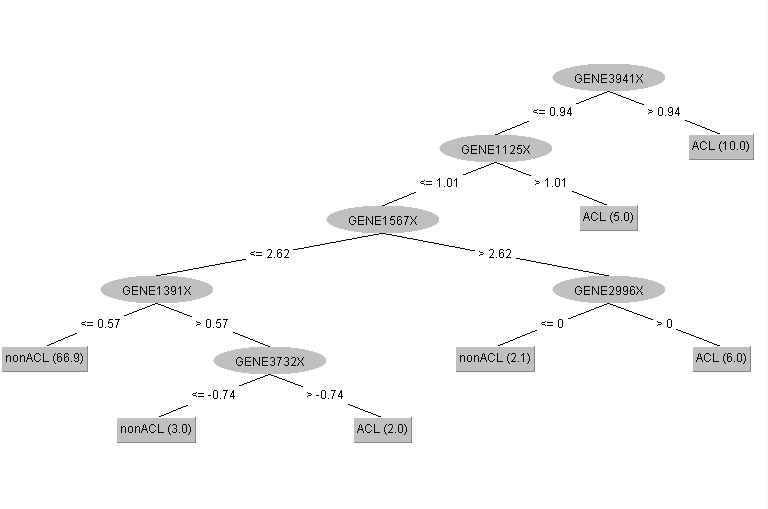 GENE3941X
<= 0.94
> 0.94
GENE1125X
ACL (10.0)
<= 1.01
> 1.01
GENE1567X
ACL (5.0)
<= 2.62
> 2.62
GENE1391X
GENE2996X
<= 0.57
> 0.57
<= 0
> 0
nonACL (66.9)
GENE3732X
nonACL (2.1)
ACL (6.0)
<= -0.74
> -0.74
nonACL (3.0)
ACL (2.0)